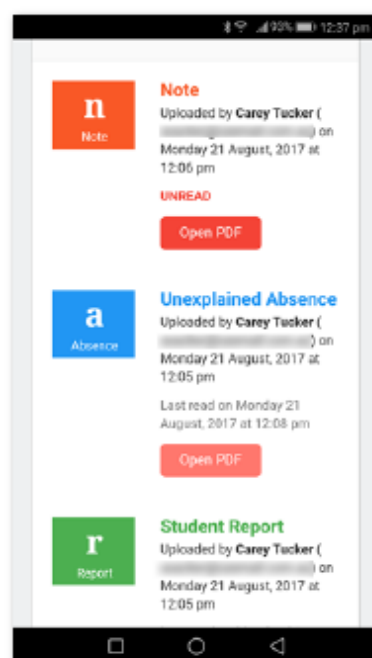 93% 12:37 pm
n
Note
Note
Uploaded by Carey Tucker (
) on
Monday 21 August, 2017 at
12:06 pm
UNREAD
Open PDF
a
Absence
Unexplained Absence
Uploaded by Carey Tucker (
) on
Monday 21 August, 2017 at
12:05 pm
Last read on Monday 21
August, 2017 at 12:08 pm
Open PDF
r
Report
Student Report
Uploaded by Carey Tucker (
) on
Monday 21 August, 2017 at
12:05 pm